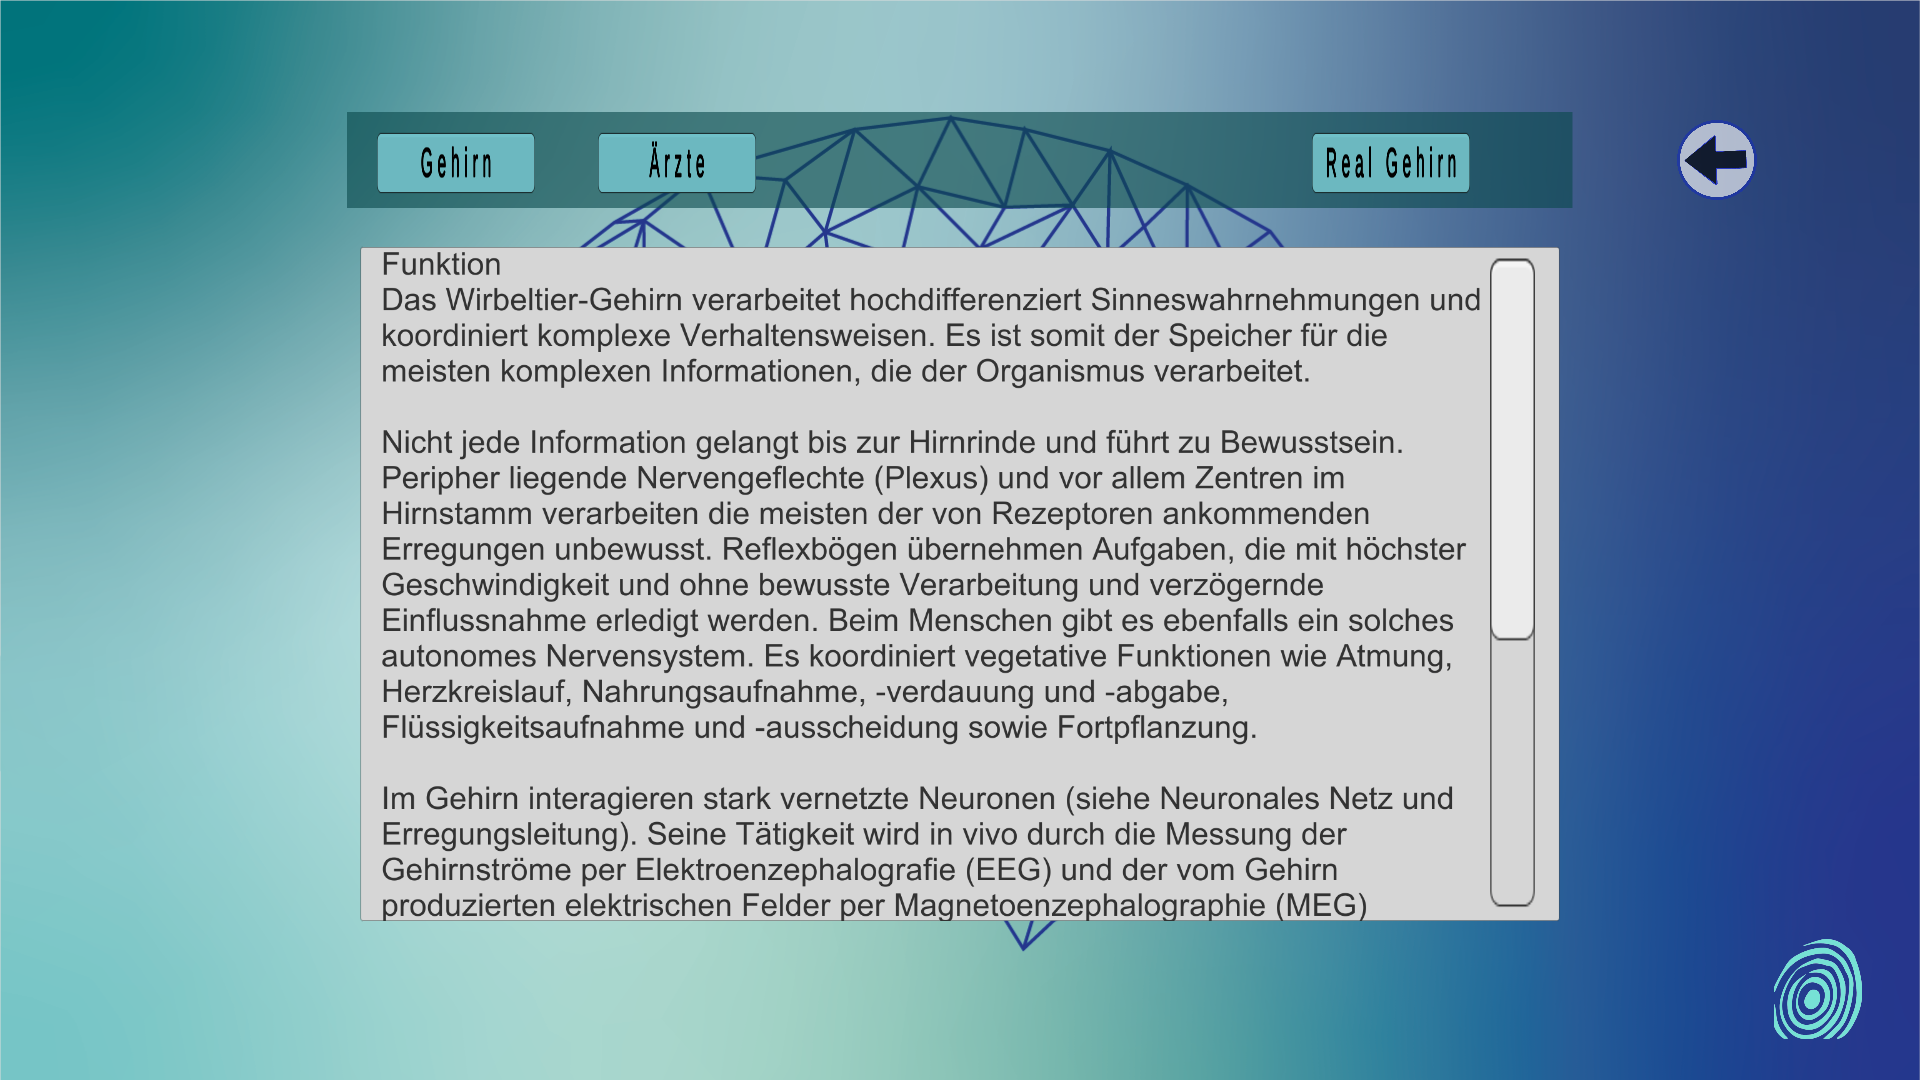 Gehirn
Ärzte
Real Gehirn
Funktion
Das Wirbeltier-Gehirn verarbeitet hochdifferenziert Sinneswahrnehmungen und
koordiniert komplexe Verhaltensweisen. Es ist somit der Speicher für die
meisten komplexen Informationen, die der Organismus verarbeitet.
Nicht jede Information gelangt bis zur Hirnrinde und führt zu Bewusstsein.
Peripher liegende Nervengeflechte (Plexus) und vor allem Zentren im
Hirnstamm verarbeiten die meisten der von Rezeptoren ankommenden
Erregungen unbewusst. Reflexbögen übernehmen Aufgaben, die mit höchster
Geschwindigkeit und ohne bewusste Verarbeitung und verzögernde
Einflussnahme erledigt werden. Beim Menschen gibt es ebenfalls ein solches
autonomes Nervensystem. Es koordiniert vegetative Funktionen wie Atmung,
Herzkreislauf, Nahrungsaufnahme, -verdauung und -abgabe,
Flüssigkeitsaufnahme und -ausscheidung sowie Fortpflanzung.
Im Gehirn interagieren stark vernetzte Neuronen (siehe Neuronales Netz und
Erregungsleitung). Seine Tätigkeit wird in vivo durch die Messung der
Gehirnströme per Elektroenzephalografie (EEG) und der vom Gehirn
produzierten elektrischen Felder per Magnetoenzephalographie (MEG)